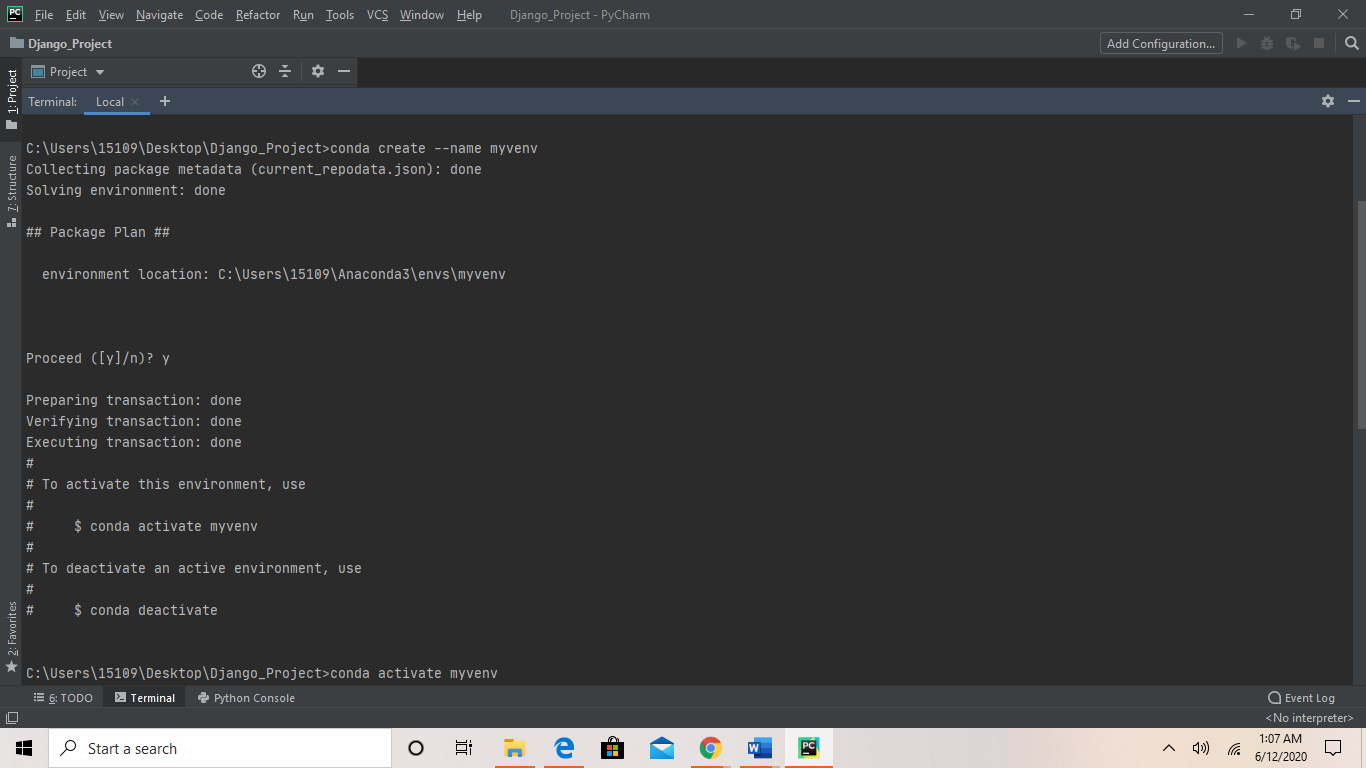 File Edit View Navigate Code Refactor Run Tools VCS Window Help Django_Project - PyCharm
Django_Project Add Configuration...
Project
1: Project
Terminal: Local
7: Structure
C:\Users\15109\Desktop\Django_Project>conda create --name myvenv
Collecting package metadata (current_repodata.json): done
Solving environment: done
## Package Plan ##
environment location: C:\Users\15109\Anaconda3\envs\myvenv
Proceed ([y]/n)? y
Preparing transaction: done
Verifying transaction: done
Executing transaction: done
#
# To activate this environment, use
#
# $ conda activate myvenv
#
# To deactivate an active environment, use
#
# $ conda deactivate
2: Favorites
C:\Users\15109\Desktop\Django_Project>conda activate myvenv
6: TODO Terminal Python Console Event Log
<No interpreter>
Start a search
1:07 AM
6/12/2020